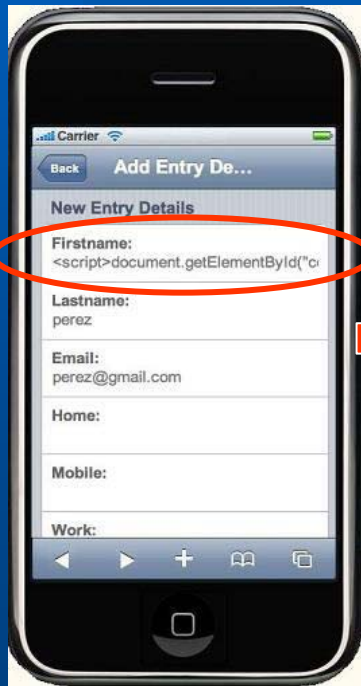 Carrier
Back Add Entry De...
New Entry Details
Firstname:
<script>document.getElementById("c
Lastname:
perez
Email:
perez@gmail.com
Home:
Mobile:
Work: